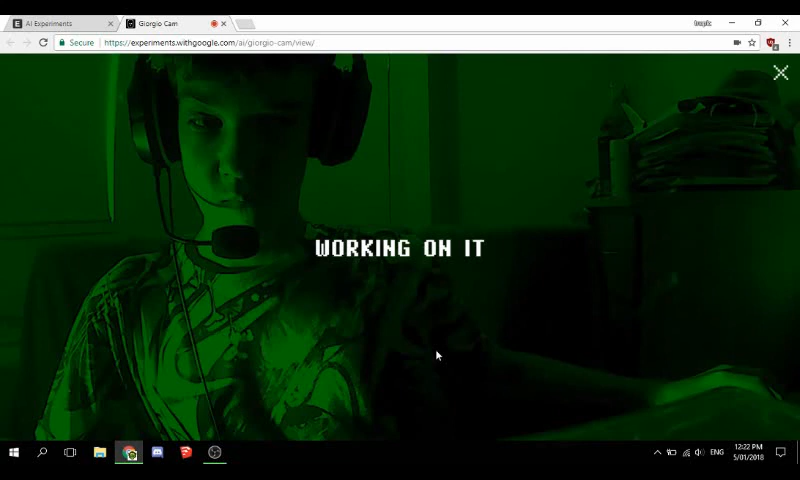 AI Experiments
Giorgio Cam
Secure
https://experiments.withgoogle.com/ai/giorgio-cam/view/
WORKING ON IT
ENG
12:22 PM
5/01/2018